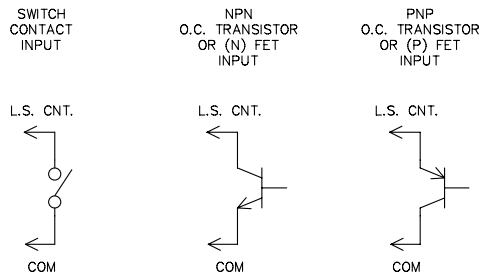 SWITCH
CONTACT
INPUT
NPN
O.C. TRANSISTOR
OR (N) FET
INPUT
PNP
O.C. TRANSISTOR
OR (P) FET
INPUT
L.S. CNT.
L.S. CNT.
L.S. CNT.
COM
COM
COM